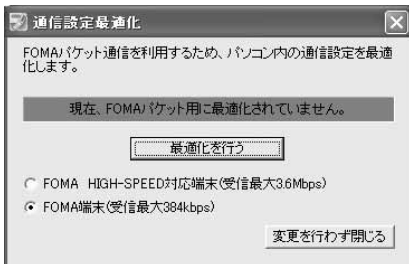 通信設定最適化
FOMAパケット通信を利用するため、パソコン内の通信設定を最適
化します。
現在、FOMAパケット用に最適化されていません。
最適化を行う
FOMA HIGH-SPEED対応端末(受信最大3.6Mbps)
FOMA端末(受信最大384kbps)
変更を行わず閉じる